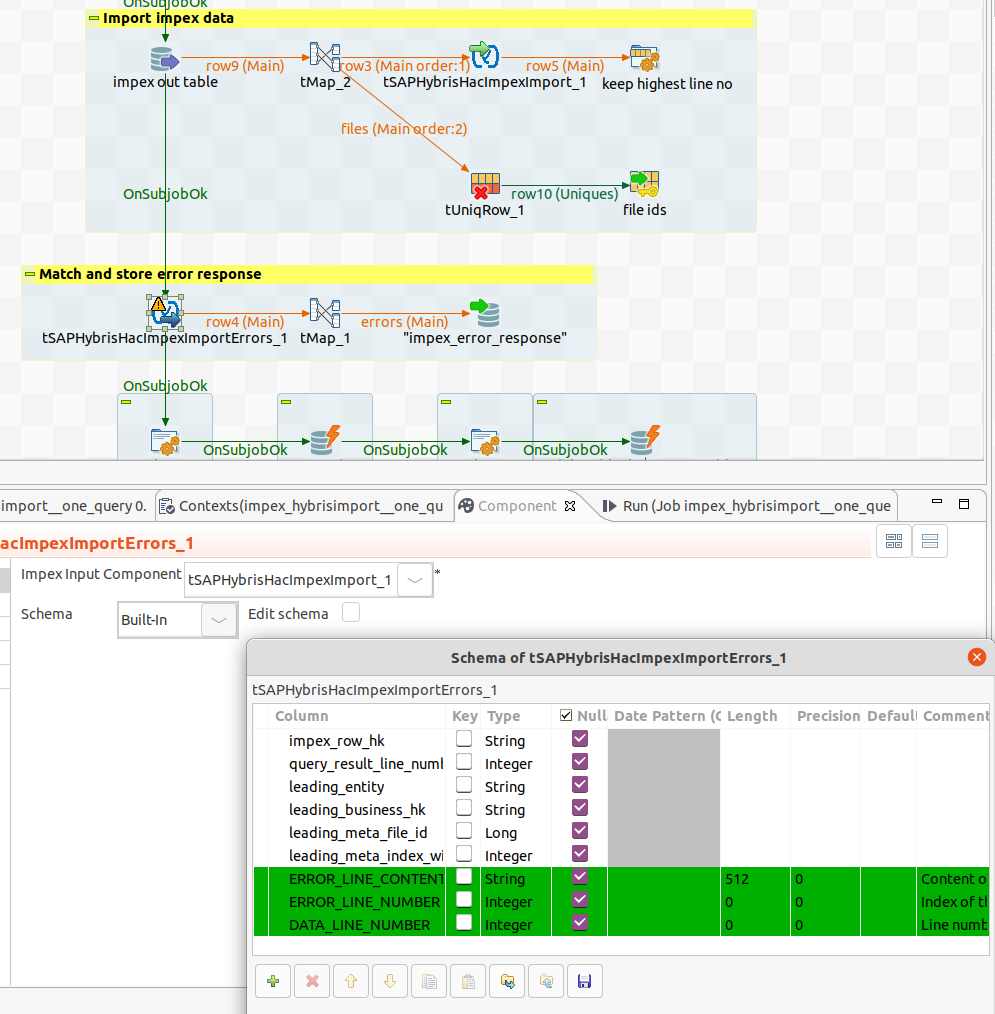 OnSubjobOk
Import impex data
row9 (Main)
row3 (Main order:1)
row5 (Main)
impex out table
tMap_2
tSAPHybrisHacImpexImport_1
keep highest line no
files (Main order:2)
OnSubjobOk
row10 (Uniques)
tUniqRow_1
file ids
Match and store error response
row4 (Main)
errors (Main)
tSAPHybrisHacImpexImportErrors_1
tMap_1
"impex_error_response"
OnSubjobOk
OnSubjobOk
OnSubjobOk
OnSubjobOk
import__one_query 0.
Contexts(impex_hybrisimport__one_qu
Component
Run (Job impex_hybrisimport__one_que
acImpexImportErrors_1
Impex Input Component
tSAPHybrisHacImpexImport_1
*
Schema
Built-In
Edit schema
Schema of tSAPHybrisHacImpexImportErrors_1
tSAPHybrisHacImpexImportErrors_1
Column Key Type Null Date Pattern (C Length Precision Defaul Comment
impex_row_hk String
query_result_line_numb Integer
leading_entity String
leading_business_hk String
leading_meta_file_id Long
leading_meta_index_wi Integer
ERROR_LINE_CONTENT String 512 0 Content o
ERROR_LINE_NUMBER Integer 0 0 Index of th
DATA_LINE_NUMBER Integer 0 0 Line numb